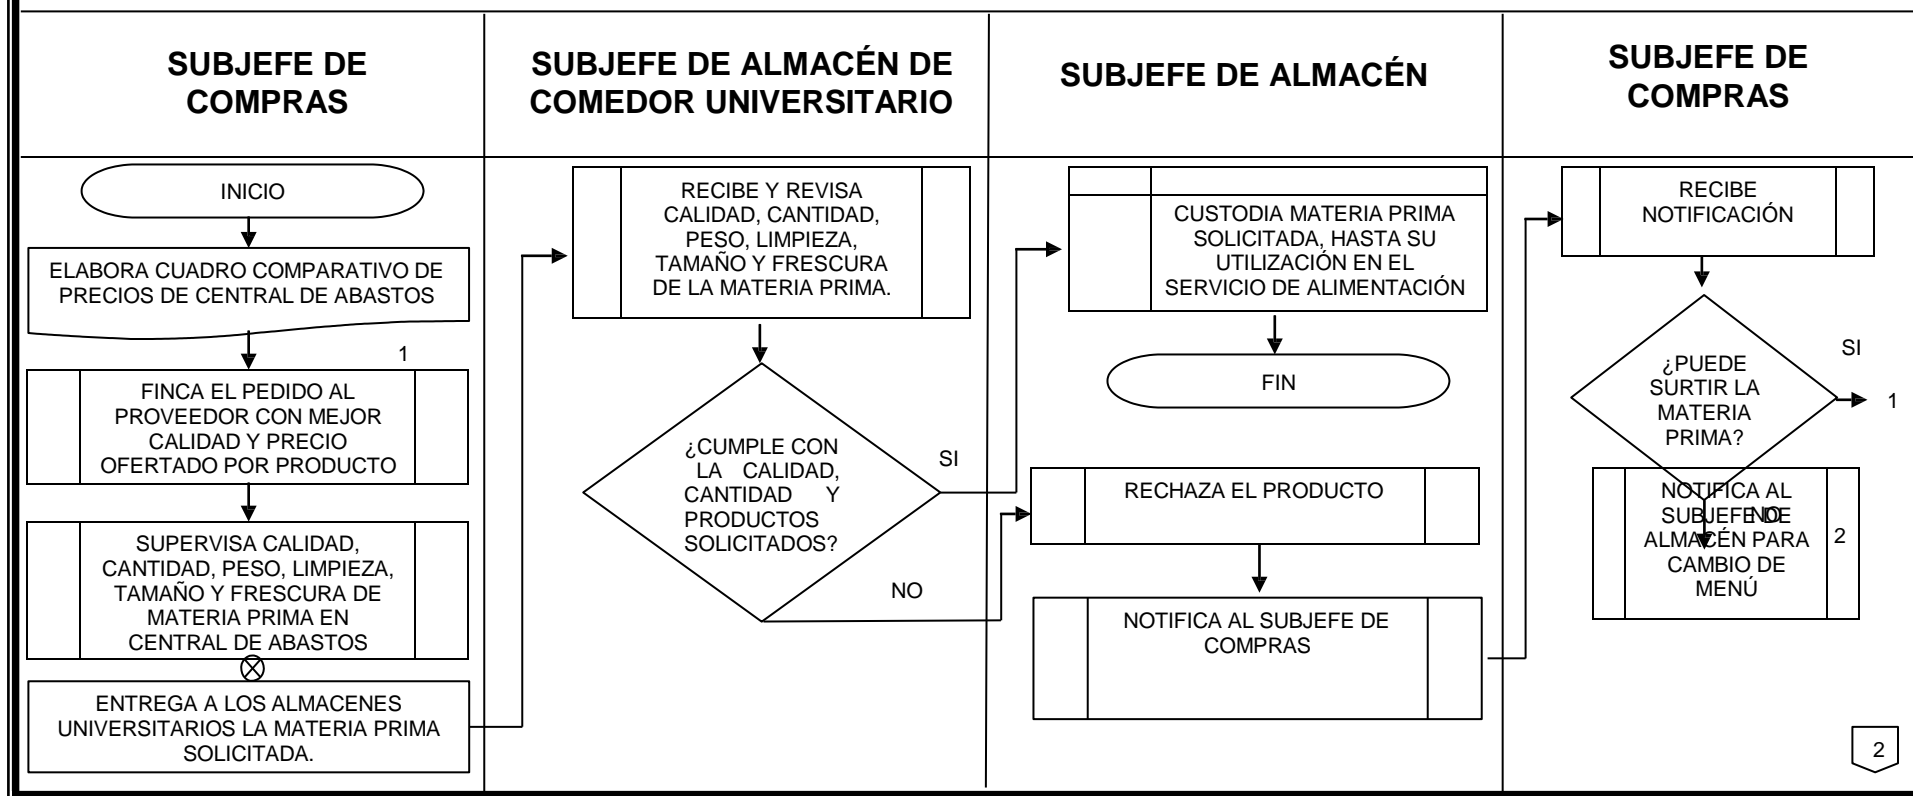 SUBJEFE DE
COMPRAS
SUBJEFE DE ALMACÉN DE
COMEDOR UNIVERSITARIO
SUBJEFE DE ALMACÉN
SUBJEFE DE
COMPRAS
INICIO
ELABORA CUADRO COMPARATIVO DE
PRECIOS DE CENTRAL DE ABASTOS
1
FINCA EL PEDIDO AL
PROVEEDOR CON MEJOR
CALIDAD Y PRECIO
OFERTADO POR PRODUCTO
SUPERVISA CALIDAD,
CANTIDAD, PESO, LIMPIEZA,
TAMAÑO Y FRESCURA DE
MATERIA PRIMA EN
CENTRAL DE ABASTOS
ENTREGA A LOS ALMACENES
UNIVERSITARIOS LA MATERIA PRIMA
SOLICITADA.
RECIBE Y REVISA
CALIDAD, CANTIDAD,
PESO, LIMPIEZA,
TAMAÑO Y FRESCURA
DE LA MATERIA PRIMA.
¿CUMPLE CON
LA CALIDAD,
CANTIDAD Y
PRODUCTOS
SOLICITADOS?
SI
NO
CUSTODIA MATERIA PRIMA
SOLICITADA, HASTA SU
UTILIZACIÓN EN EL
SERVICIO DE ALIMENTACIÓN
FIN
RECHAZA EL PRODUCTO
NOTIFICA AL SUBJEFE DE
COMPRAS
RECIBE
NOTIFICACIÓN
¿PUEDE
SURTIR LA
MATERIA
PRIMA?
SI
1
NO
NOTIFICA AL
SUBJEFE DE
ALMACÉN PARA
CAMBIO DE
MENÚ
2
2